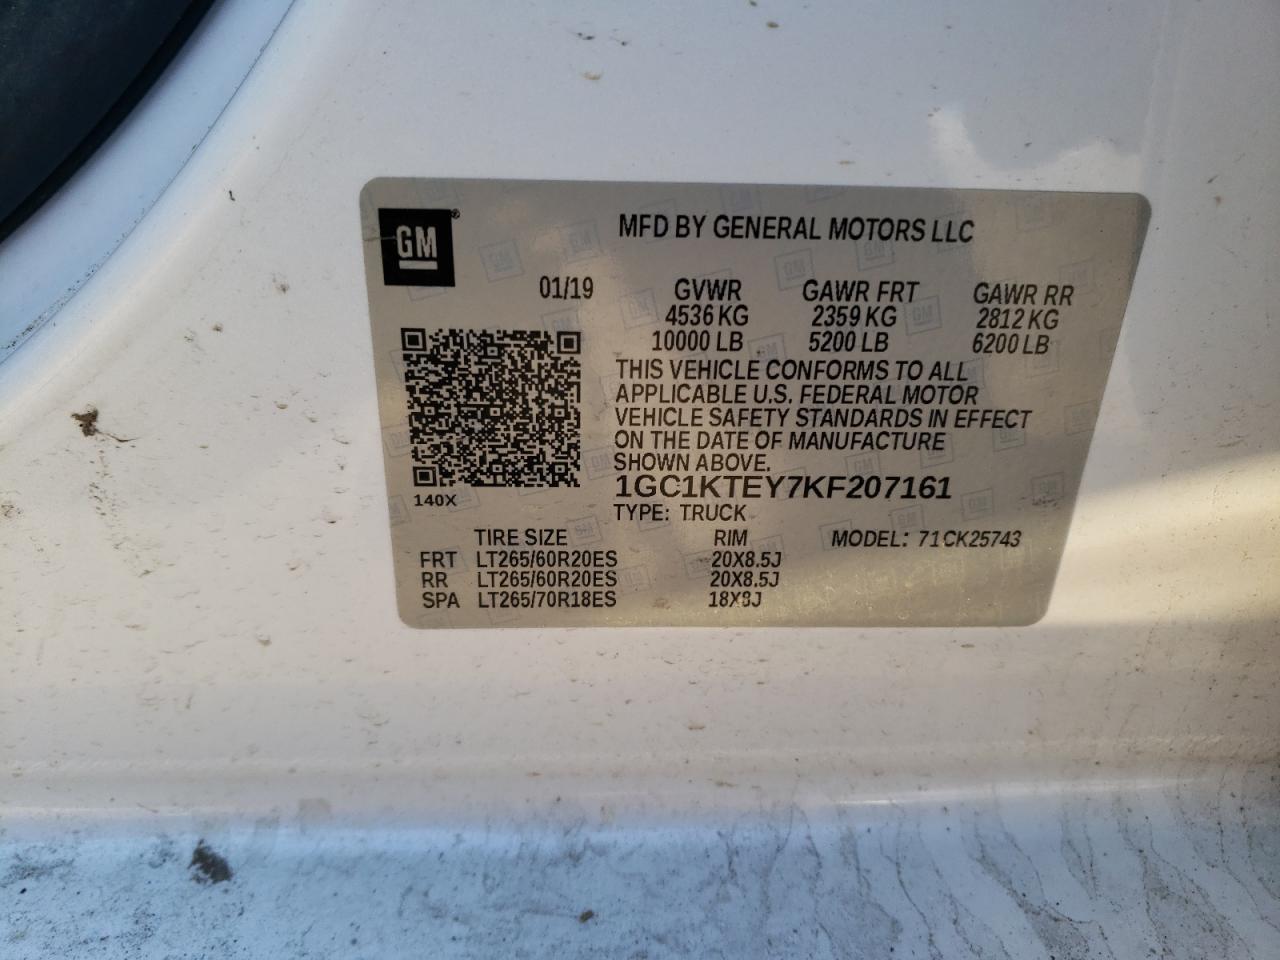 GM®
MFD BY GENERAL MOTORS LLC
01/19 GVWR GAWR FRT GAWR RR
4536 KG 2359 KG 2812 KG
10000 LB 5200 LB 6200 LB
THIS VEHICLE CONFORMS TO ALL
APPLICABLE U.S. FEDERAL MOTOR
VEHICLE SAFETY STANDARDS IN EFFECT
ON THE DATE OF MANUFACTURE
SHOWN ABOVE.
1GC1KTEY7KF207161
140X
TYPE: TRUCK
TIRE SIZE RIM MODEL: 71CK25743
FRT LT265/60R20ES 20X8.5J
RR LT265/60R20ES 20X8.5J
SPA LT265/70R18ES 18X8J